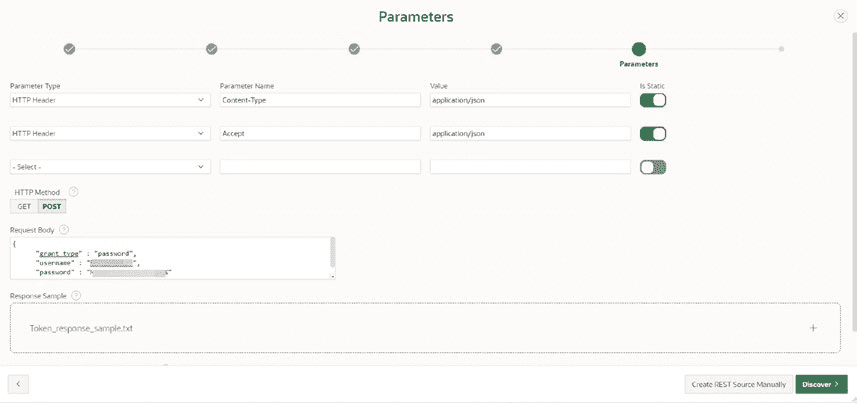 Parameters
Parameters
Parameter Type Parameter Name Value Is Static
HTTP Header Content-Type application/json
HTTP Header Accept application/json
- Select -
HTTP Method ?
GET POST
Request Body ?
{
"grant_type" : "password",
"username" : "",
"password" : "
Response Sample ?
Token_response_sample.txt
Create REST Source Manually Discover